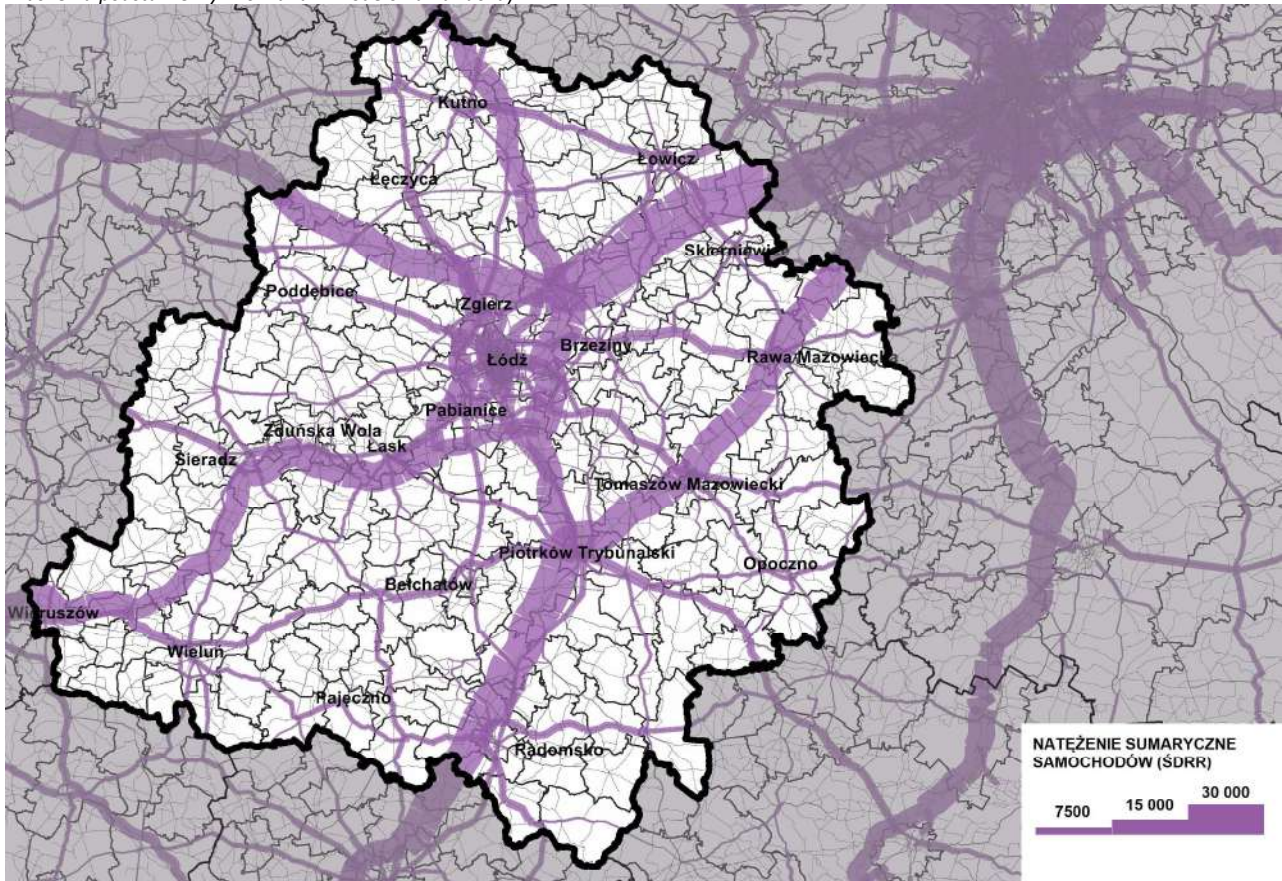 Kutno
Łowicz
Łęczyca
Skierniewi
Poddębice
Zgierz
Brzeziny
Łódź
Rawa Mazowiecka
Pabianice
Zduńska Wola
Łask
Sieradz
Tomaszów Mazowiecki
Piotrków Trybunalski
Opoczno
Bełchatów
Wieruszów
Wieluń
Pajęczno
Radomsko
NATĘŻENIE SUMARYCZNE
SAMOCHODÓW (ŚDRR)
7500 15 000 30 000